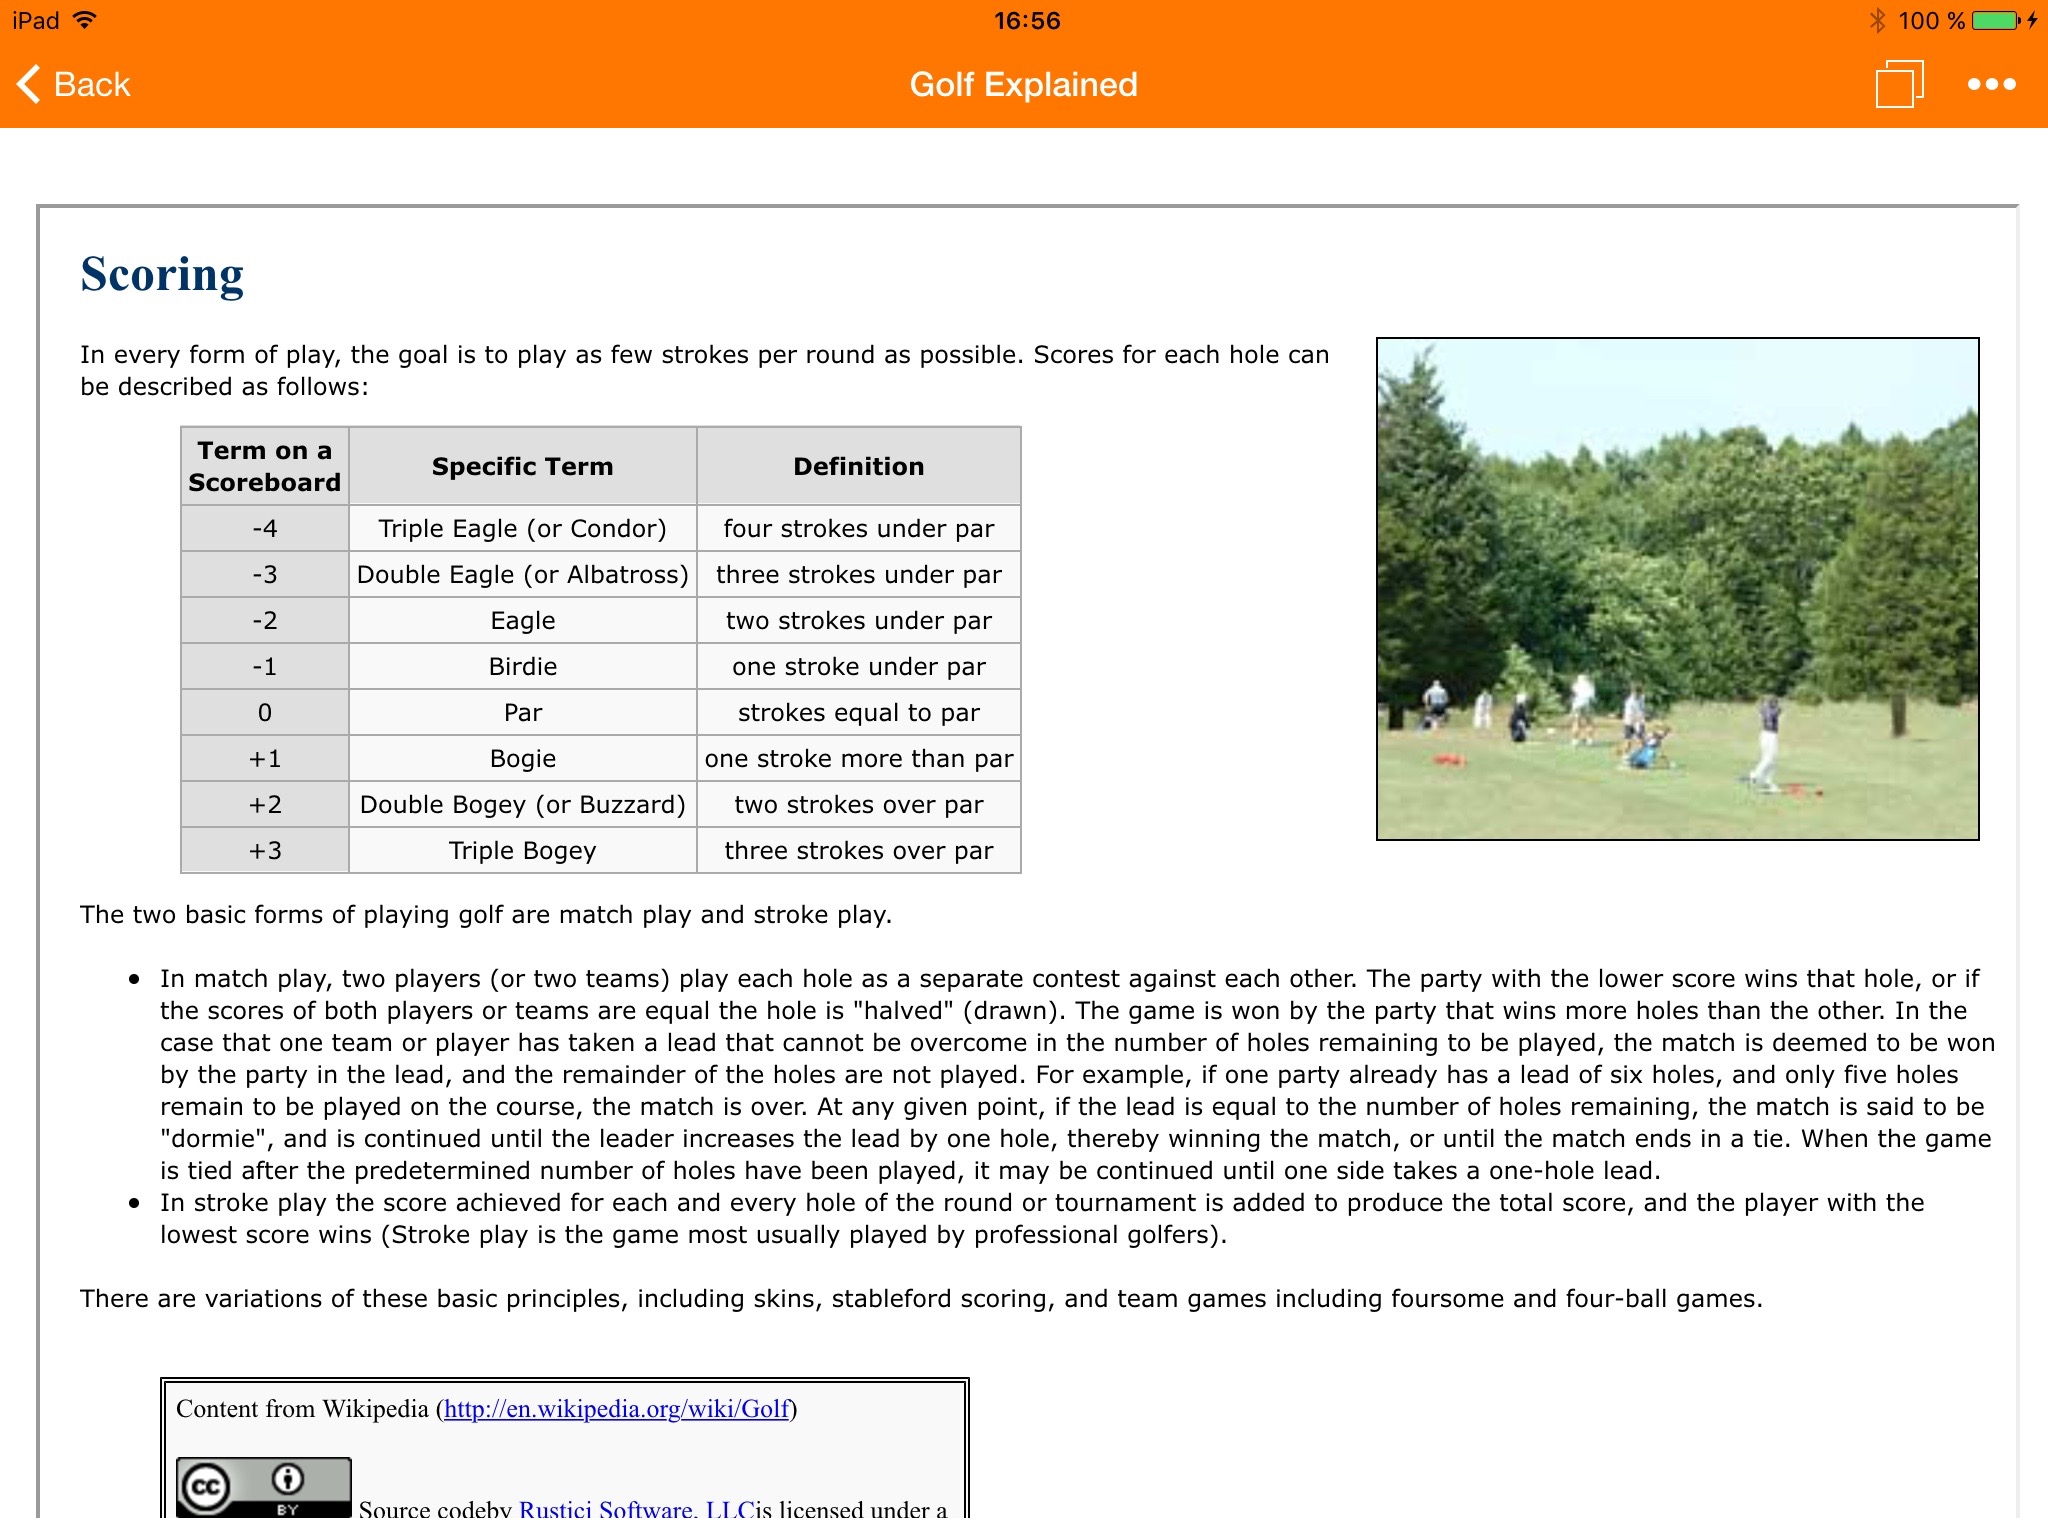 iPad 16:56 100 %
Back Golf Explained
Scoring
In every form of play, the goal is to play as few strokes per round as possible. Scores for each hole can
be described as follows:
Term on a Scoreboard Specific Term Definition
-4 Triple Eagle (or Condor) four strokes under par
-3 Double Eagle (or Albatross) three strokes under par
-2 Eagle two strokes under par
-1 Birdie one stroke under par
0 Par strokes equal to par
+1 Bogie one stroke more than par
+2 Double Bogey (or Buzzard) two strokes over par
+3 Triple Bogey three strokes over par
The two basic forms of playing golf are match play and stroke play.
• In match play, two players (or two teams) play each hole as a separate contest against each other. The party with the lower score wins that hole, or if
the scores of both players or teams are equal the hole is "halved" (drawn). The game is won by the party that wins more holes than the other. In the
case that one team or player has taken a lead that cannot be overcome in the number of holes remaining to be played, the match is deemed to be won
by the party in the lead, and the remainder of the holes are not played. For example, if one party already has a lead of six holes, and only five holes
remain to be played on the course, the match is over. At any given point, if the lead is equal to the number of holes remaining, the match is said to be
"dormie", and is continued until the leader increases the lead by one hole, thereby winning the match, or until the match ends in a tie. When the game
is tied after the predetermined number of holes have been played, it may be continued until one side takes a one-hole lead.
• In stroke play the score achieved for each and every hole of the round or tournament is added to produce the total score, and the player with the
lowest score wins (Stroke play is the game most usually played by professional golfers).
There are variations of these basic principles, including skins, stableford scoring, and team games including foursome and four-ball games.
Content from Wikipedia (http://en.wikipedia.org/wiki/Golf)
cc BY Source codeby Rustici Software, LLCis licensed under a